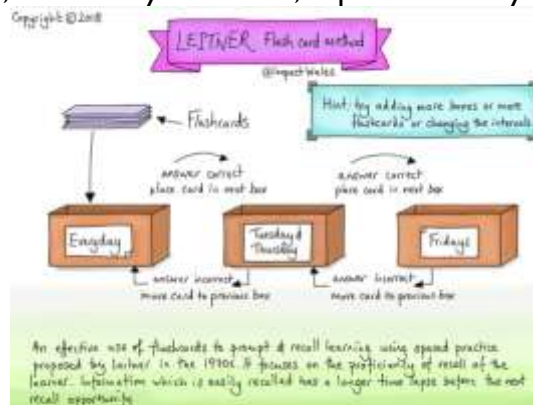 Copyright © 2018
LEITNER Flash card method
@ImpactWales
Hint: try adding more boxes or more
flashcards or changing the intervals
Flashcards
answer correct
place card in next box
answer correct
place card in next box
Everyday
Tuesday &
Thursday
Fridays
answer incorrect
move card to previous box
answer incorrect
move card to previous box
An effective use of flashcards to prompt & recall learning using spaced practice
proposed by Leitner in the 1970s. It focuses on the proficiency of recall of the
learner. Information which is easily recalled has a longer time lapse before the next
recall opportunity